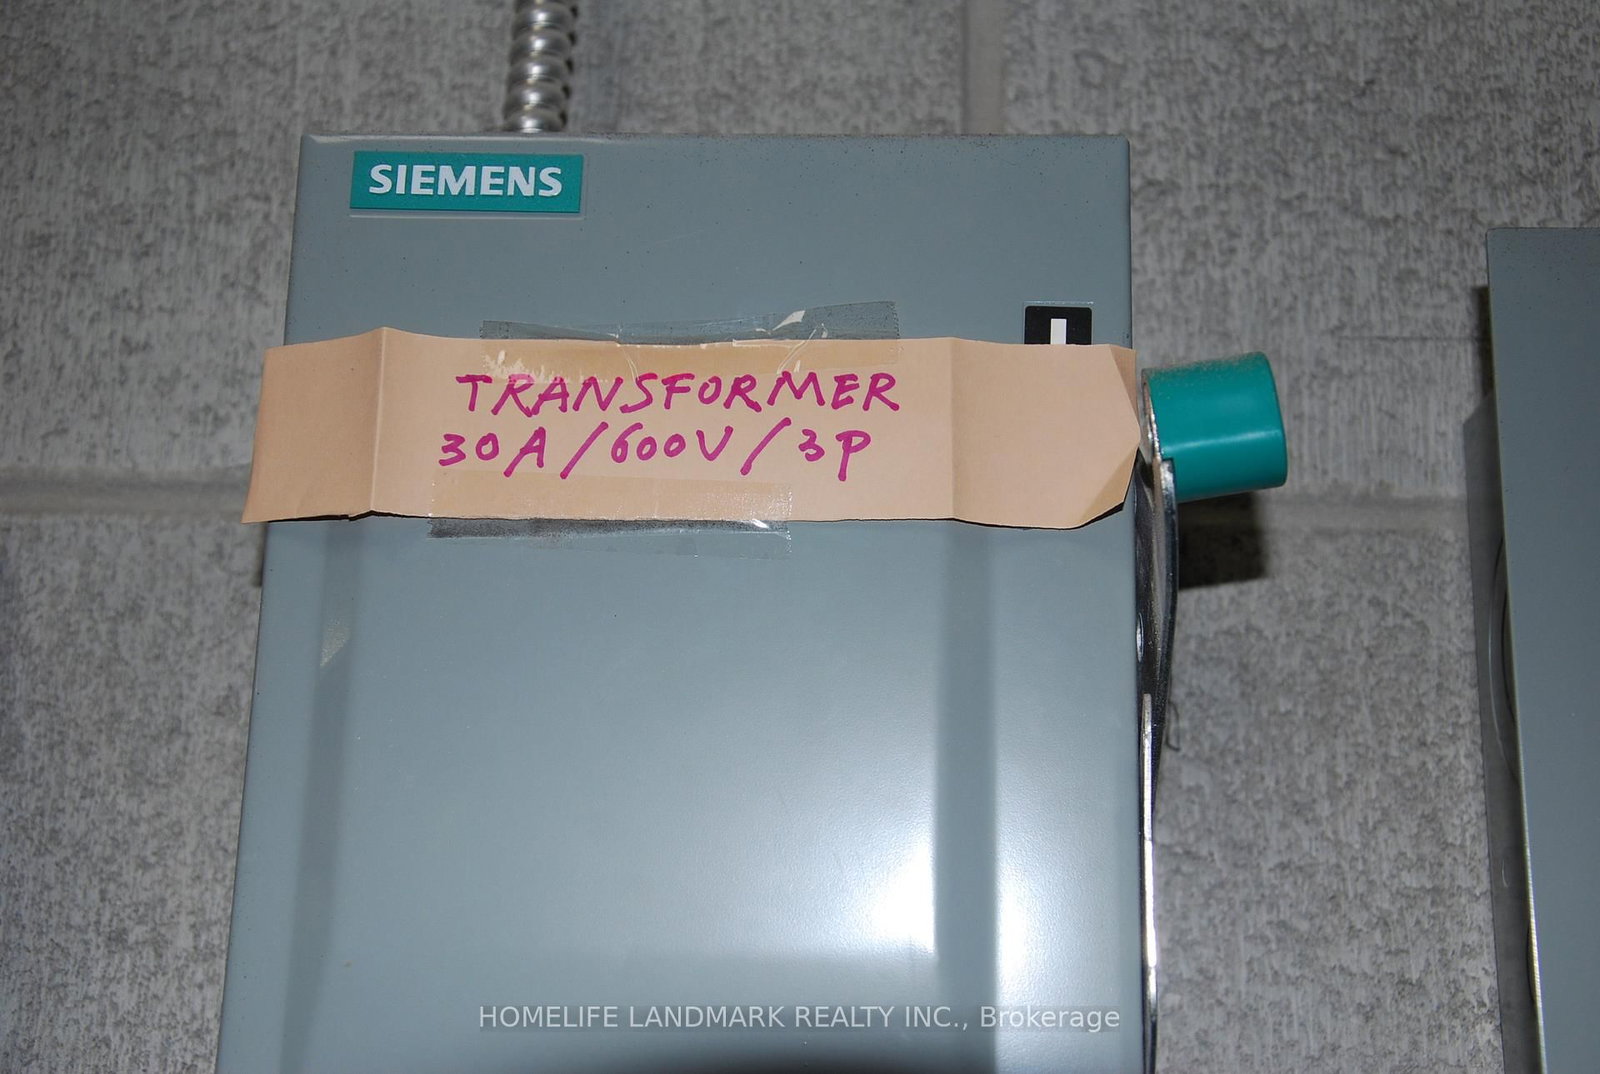 SIEMENS
TRANSFORMER
30A/600V/3P
HOMELIFE LANDMARK REALTY INC., Brokerage